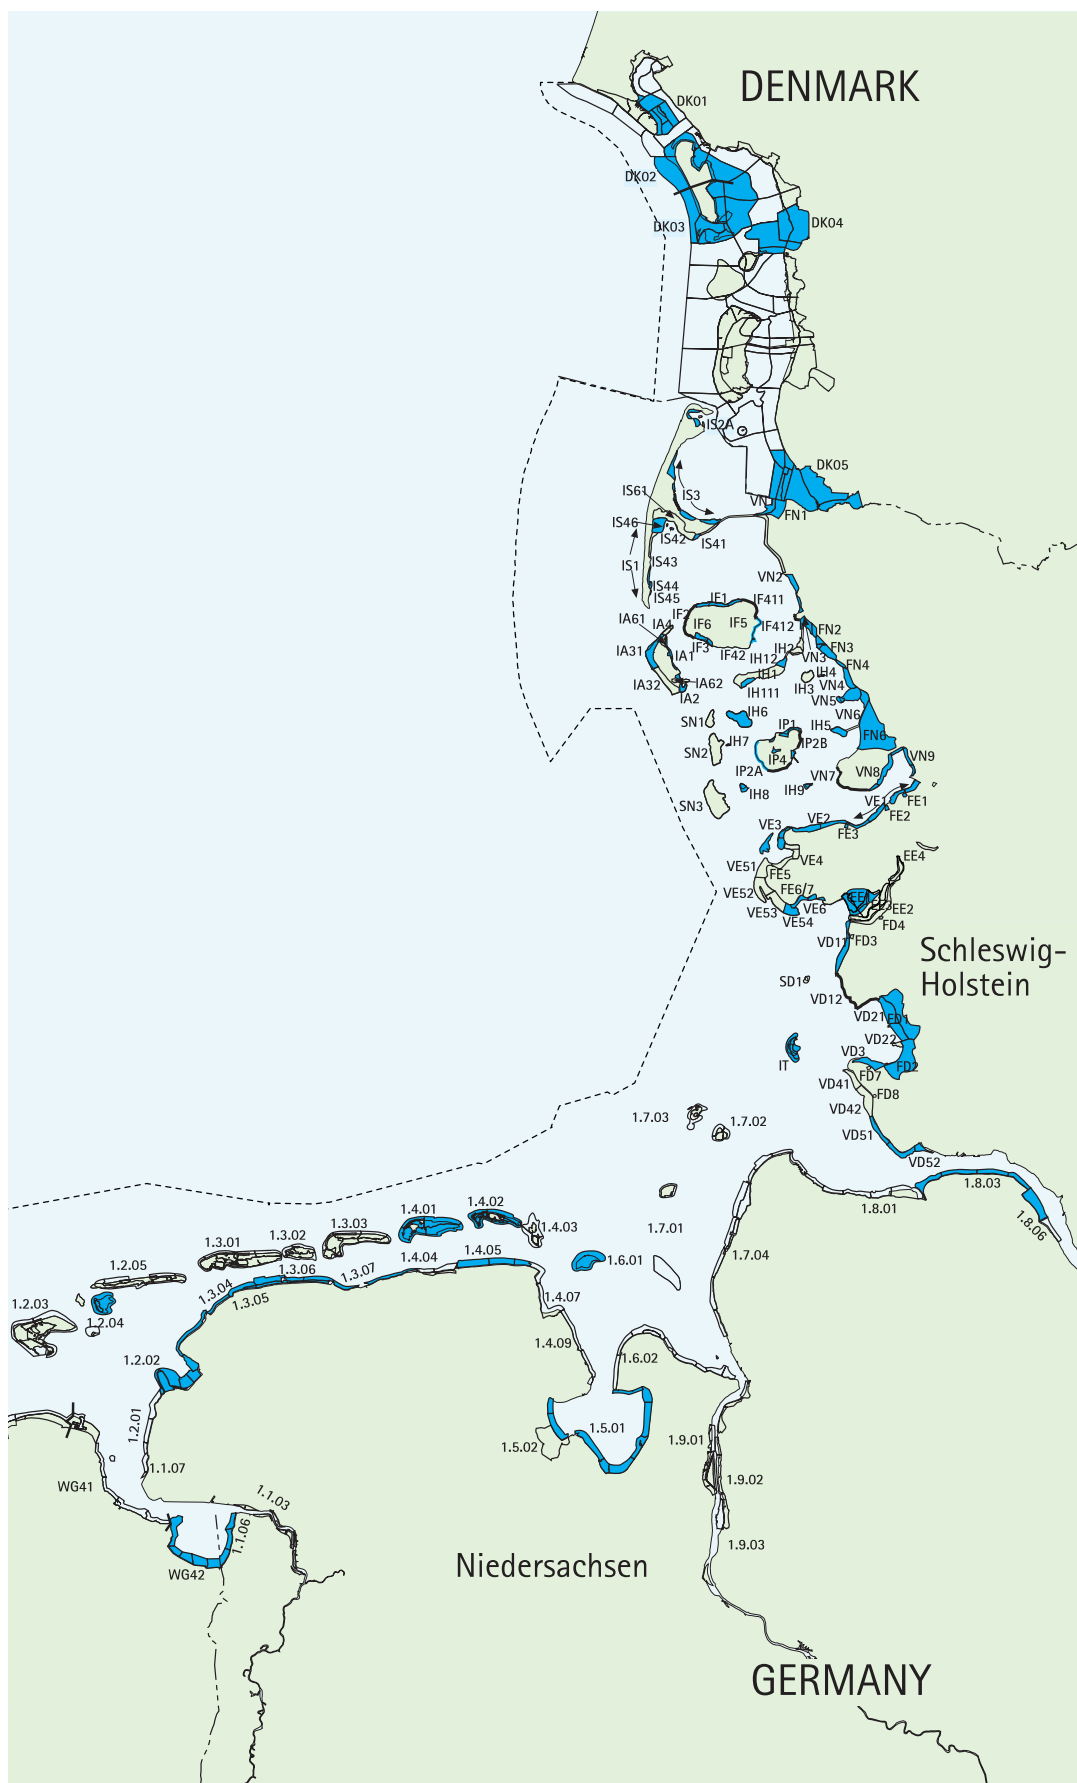 DENMARK
DK01
DK02
DK03
DK04
DK05
IS2A
IS3
IS61
VN1
FN1
IS46
IS42
IS41
IS1
IS43
IS44
IS45
VN2
IF1
IF411
IF2
IA61
IA4
IF6
IF5
IF412
FN2
IF3
IF42
IH2
FN3
IA31
IA1
IH12
VN3
FN4
IH1
IH4
IA32
IA62
IH111
IH3
VN4
IA2
VN5
SN1
IH6
IP1
IH5
VN6
FN6
IH7
IP2B
SN2
IP4
VN9
IP2A
VN7
VN8
IH8
IH9
SN3
VE1
FE1
FE2
VE3
VE2
FE3
VE4
EE4
VE51
FE5
FE6/7
VE52
EE1
EE3
EE2
VE53
VE6
VE54
FD4
VD11
FD3
Schleswig-
Holstein
SD1
VD12
VD21
FD1
VD22
VD3
IT
FD7
FD2
VD41
FD8
VD42
VD51
VD52
1.7.03
1.7.02
1.8.03
1.8.01
1.8.06
1.4.01
1.4.02
1.3.03
1.3.02
1.3.01
1.4.03
1.7.01
1.7.04
1.2.05
1.4.04
1.4.05
1.6.01
1.3.06
1.3.07
1.3.04
1.3.05
1.2.03
1.2.04
1.4.07
1.4.09
1.6.02
1.2.02
1.2.01
1.5.01
1.5.02
1.9.01
1.1.07
1.9.02
WG41
1.1.03
1.1.06
1.9.03
WG42
Niedersachsen
GERMANY